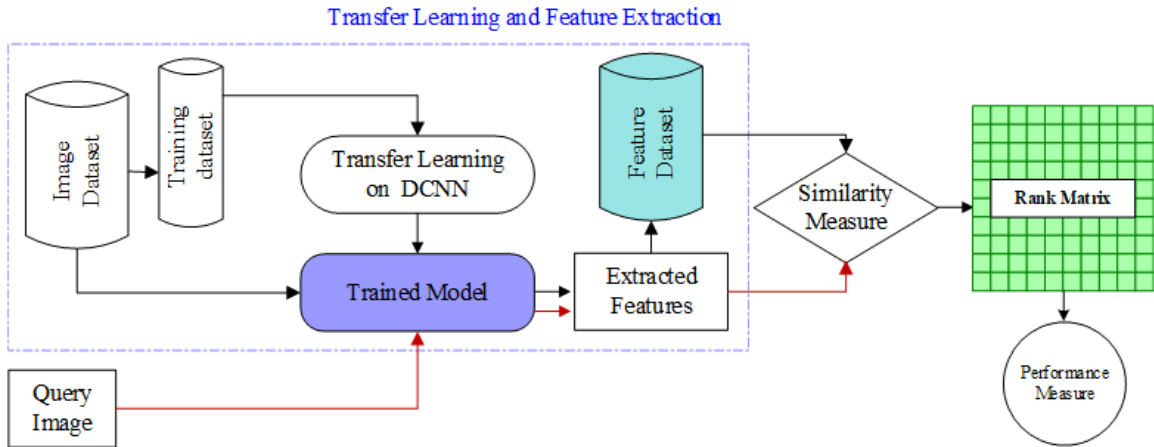 Transfer Learning and Feature Extraction
Image
Dataset
Training
dataset
Transfer Learning
on DCNN
Trained Model
Feature
Dataset
Extracted
Features
Similarity
Measure
Rank Matrix
Performance
Measure
Query
Image